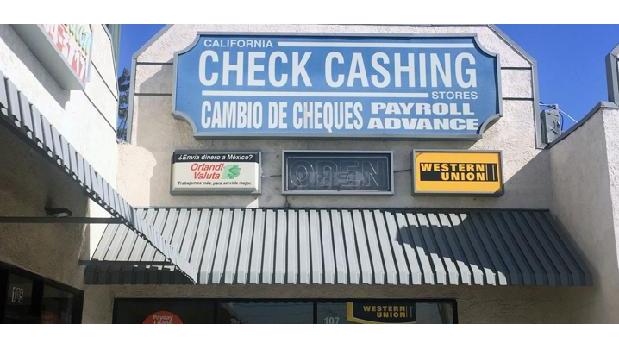 CALIFORNIA
CHECK CASHING
STORES
CAMBIO DE CHEQUES PAYROLL ADVANCE
¿Envía dinero a México?
Orlandi Valuta
OPEN
WESTERN UNION
WESTERN UNION
107